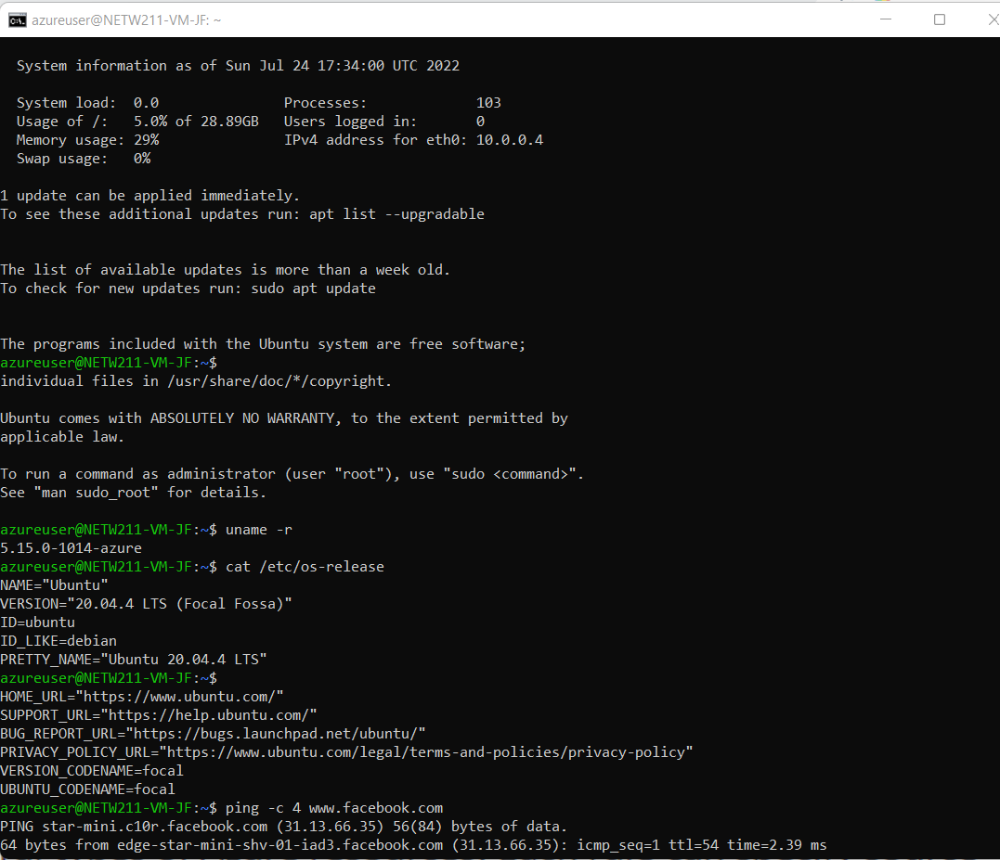 azureuser@NETW211-VM-JF: ~
System information as of Sun Jul 24 17:34:00 UTC 2022
System load:  0.0               Processes:             103
Usage of /:   5.0% of 28.89GB   Users logged in:       0
Memory usage: 29%               IPv4 address for eth0: 10.0.0.4
Swap usage:   0%
1 update can be applied immediately.
To see these additional updates run: apt list --upgradable
The list of available updates is more than a week old.
To check for new updates run: sudo apt update
The programs included with the Ubuntu system are free software;
azureuser@NETW211-VM-JF:~$
individual files in /usr/share/doc/*/copyright.
Ubuntu comes with ABSOLUTELY NO WARRANTY, to the extent permitted by
applicable law.
To run a command as administrator (user "root"), use "sudo <command>".
See "man sudo_root" for details.
azureuser@NETW211-VM-JF:~$ uname -r
5.15.0-1014-azure
azureuser@NETW211-VM-JF:~$ cat /etc/os-release
NAME="Ubuntu"
VERSION="20.04.4 LTS (Focal Fossa)"
ID=ubuntu
ID_LIKE=debian
PRETTY_NAME="Ubuntu 20.04.4 LTS"
azureuser@NETW211-VM-JF:~$
HOME_URL="https://www.ubuntu.com/"
SUPPORT_URL="https://help.ubuntu.com/"
BUG_REPORT_URL="https://bugs.launchpad.net/ubuntu/"
PRIVACY_POLICY_URL="https://www.ubuntu.com/legal/terms-and-policies/privacy-policy"
VERSION_CODENAME=focal
UBUNTU_CODENAME=focal
azureuser@NETW211-VM-JF:~$ ping -c 4 www.facebook.com
PING star-mini.c10r.facebook.com (31.13.66.35) 56(84) bytes of data.
64 bytes from edge-star-mini-shv-01-iad3.facebook.com (31.13.66.35): icmp_seq=1 ttl=54 time=2.39 ms